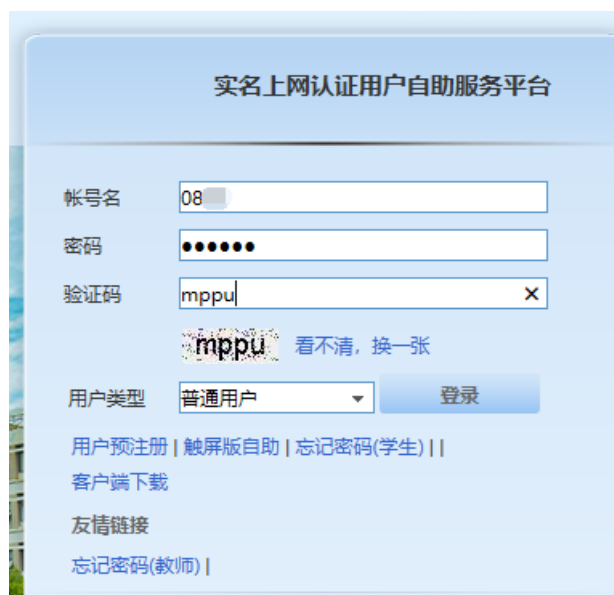 实名上网认证用户自助服务平台
帐号名 08
密码 ●●●●●●
验证码 mppu ✕
mppu 看不清，换一张
用户类型 普通用户 登录
用户预注册 | 触屏版自助 | 忘记密码(学生) | |
客户端下载
友情链接
忘记密码(教师) |